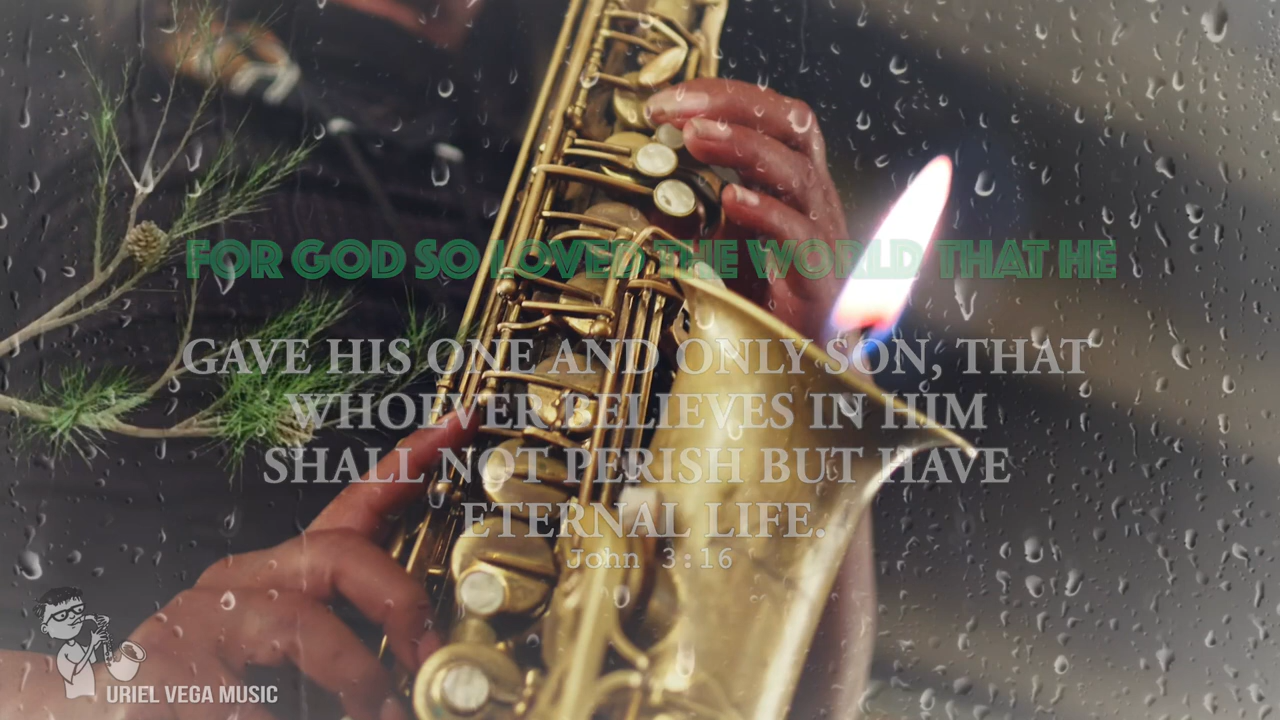 FOR GOD SO LOVED THE WORLD THAT HE
GAVE HIS ONE AND ONLY SON, THAT
WHOEVER BELIEVES IN HIM
SHALL NOT PERISH BUT HAVE
ETERNAL LIFE.
John 3:16
URIEL VEGA MUSIC